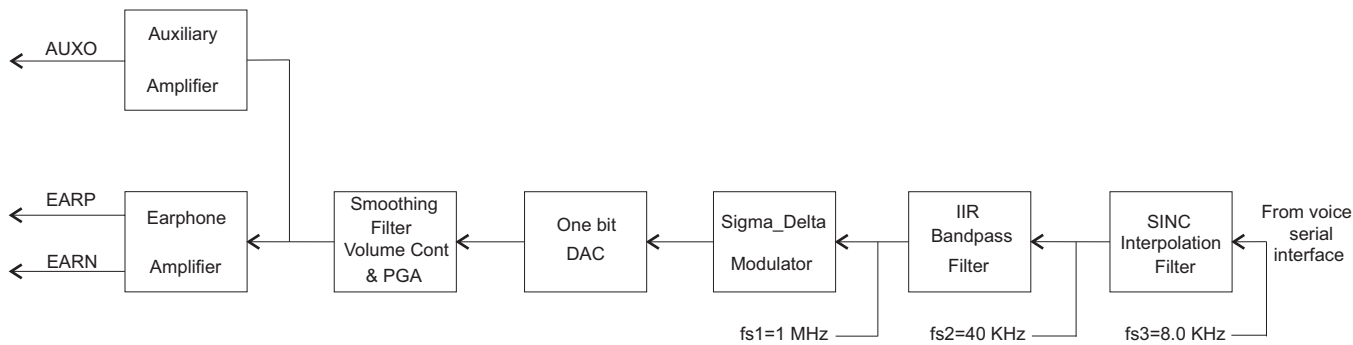 AUXO
Auxiliary
Amplifier
EARP
EARN
Earphone
Amplifier
Smoothing
Filter
Volume Cont
& PGA
One bit
DAC
Sigma_Delta
Modulator
IIR
Bandpass
Filter
SINC
Interpolation
Filter
From voice
serial
interface
fs1=1 MHz
fs2=40 KHz
fs3=8.0 KHz